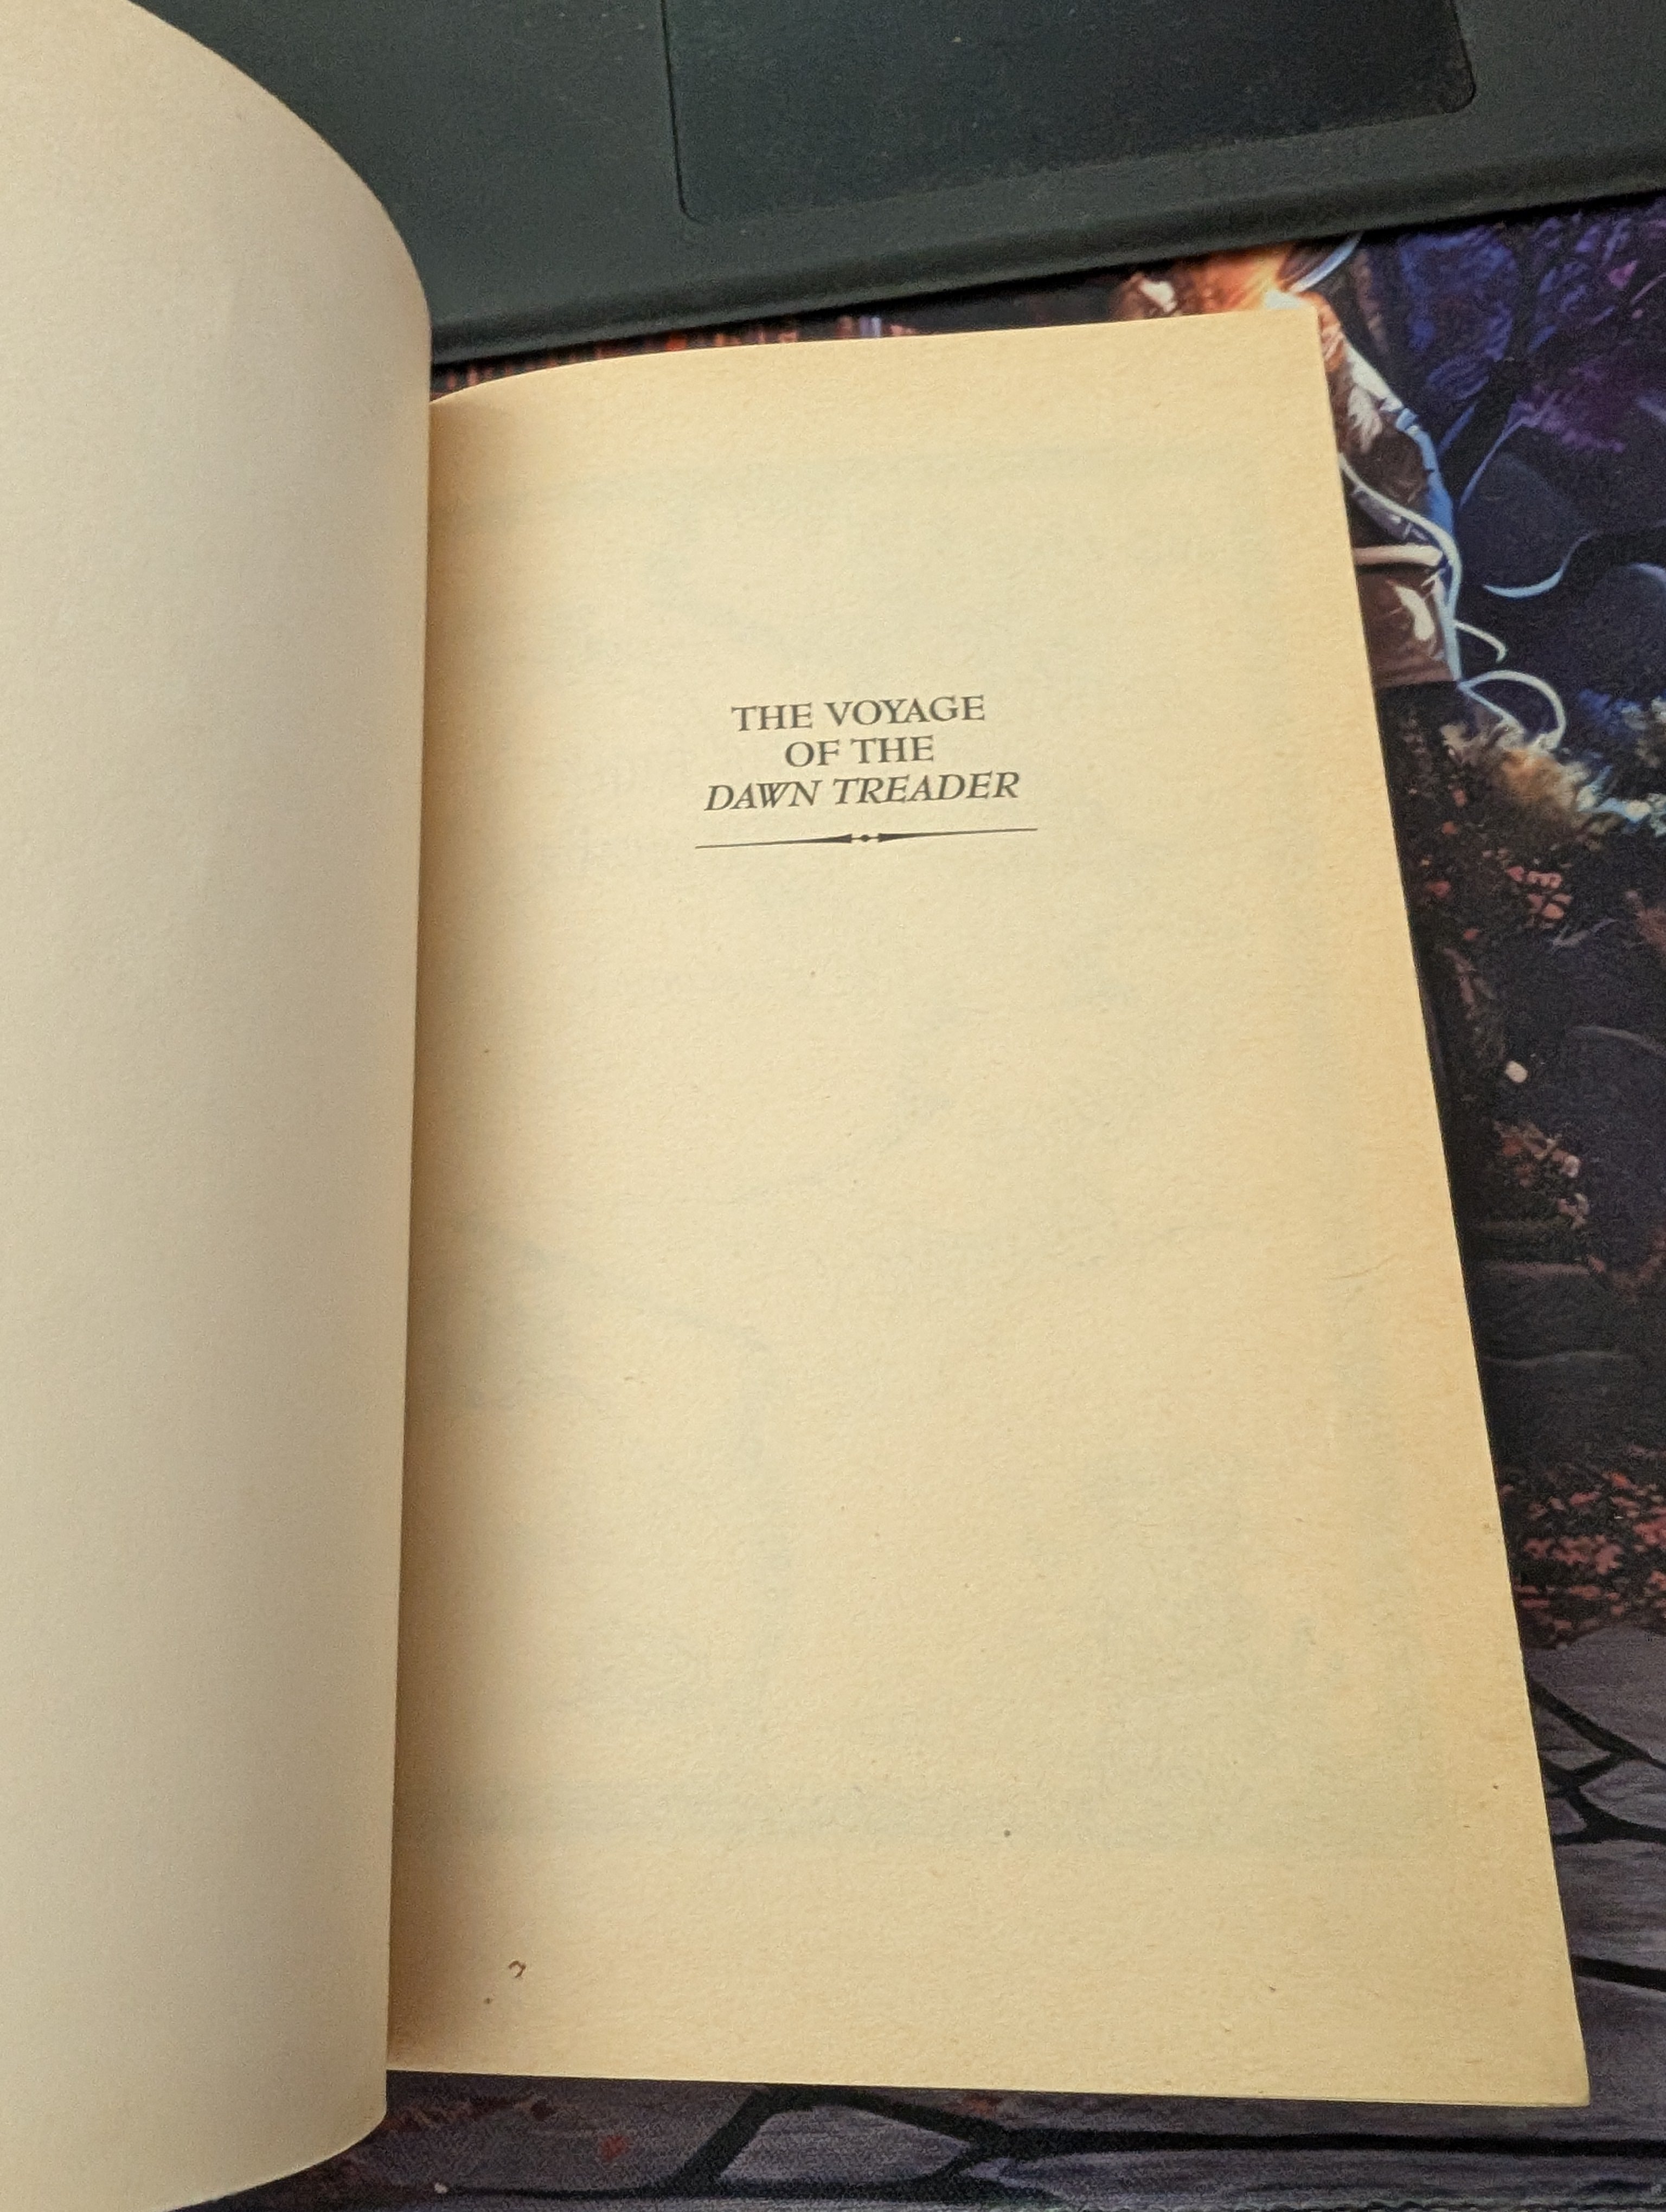 THE VOYAGE
OF THE
DAWN TREADER